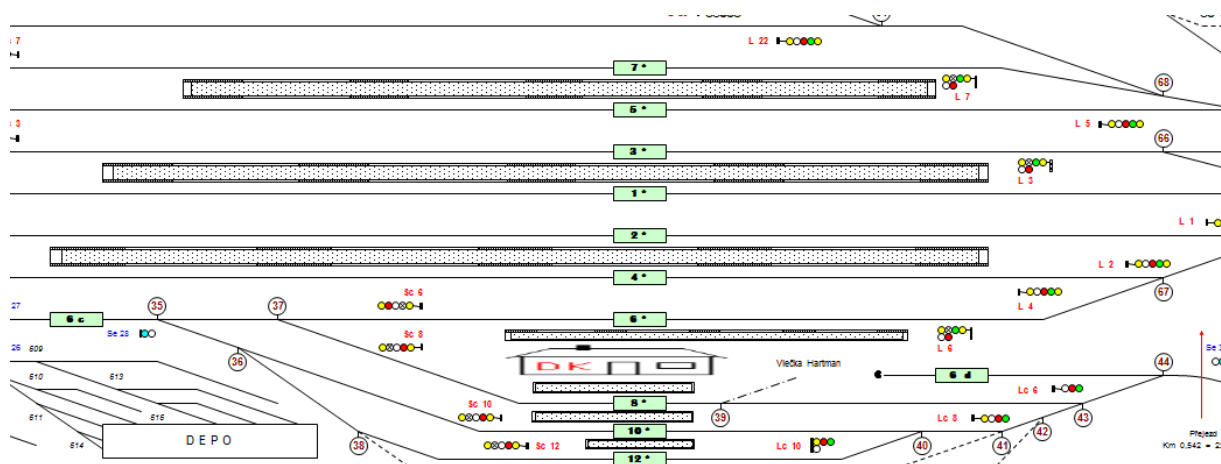 L 22
7
7 *
68
L 7
5 *
L 5
3
3 *
66
L 3
1 *
L 1
2 *
L 2
4 *
Sc 6
L 4
67
27
35
37
6 c
6 *
Se 28
Sc 8
L 6
26
509
36
Vlečka Hartman
44
510
513
DK
6 d
Lc 6
Sc 10
8 *
39
43
511
515
Lc 8
42
514
DEPO
38
10 *
40
41
Přejezd
Sc 12
Lc 10
12 *